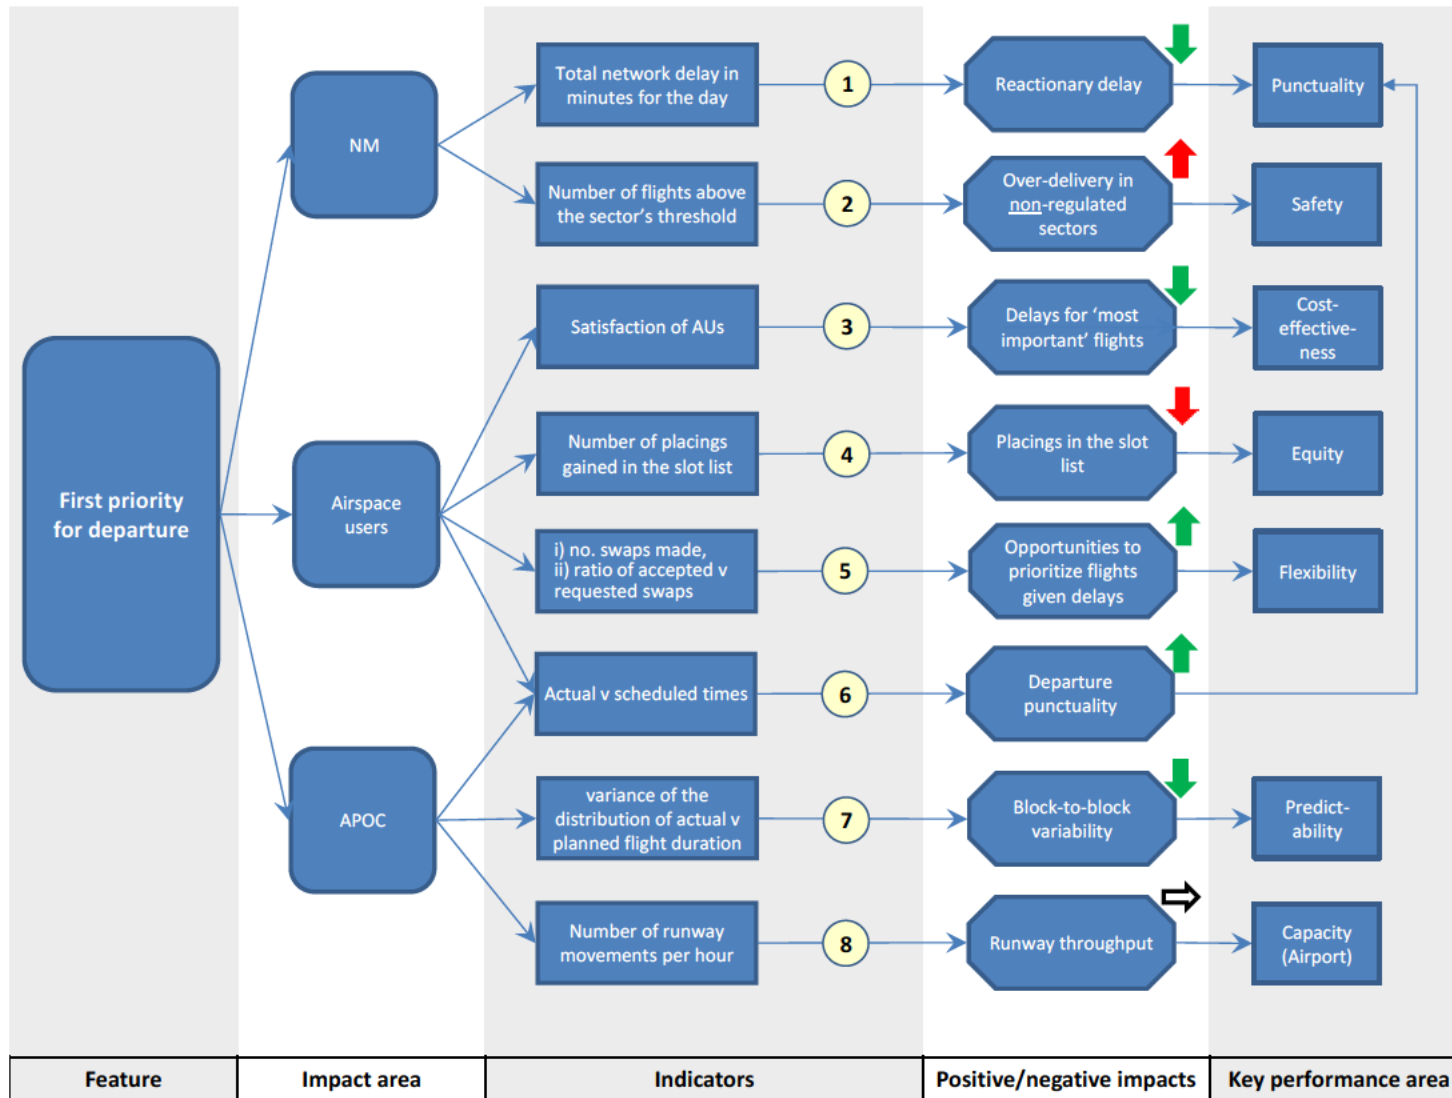 First priority
for departure
NM
Airspace
users
APOC
Total network delay in
minutes for the day
1
Reactionary delay
Punctuality
Number of flights above
the sector's threshold
2
Over-delivery in
non-regulated
sectors
Safety
Satisfaction of AUs
3
Delays for ‘most
important’ flights
Cost-
effective-
ness
Number of placings
gained in the slot list
4
Placings in the slot
list
Equity
i) no. swaps made,
ii) ratio of accepted v
requested swaps
5
Opportunities to
prioritize flights
given delays
Flexibility
Actual v scheduled times
6
Departure
punctuality
variance of the
distribution of actual v
planned flight duration
7
Block-to-block
variability
Predict-
ability
Number of runway
movements per hour
8
Runway throughput
Capacity
(Airport)
Feature
Impact area
Indicators
Positive/negative impacts
Key performance area